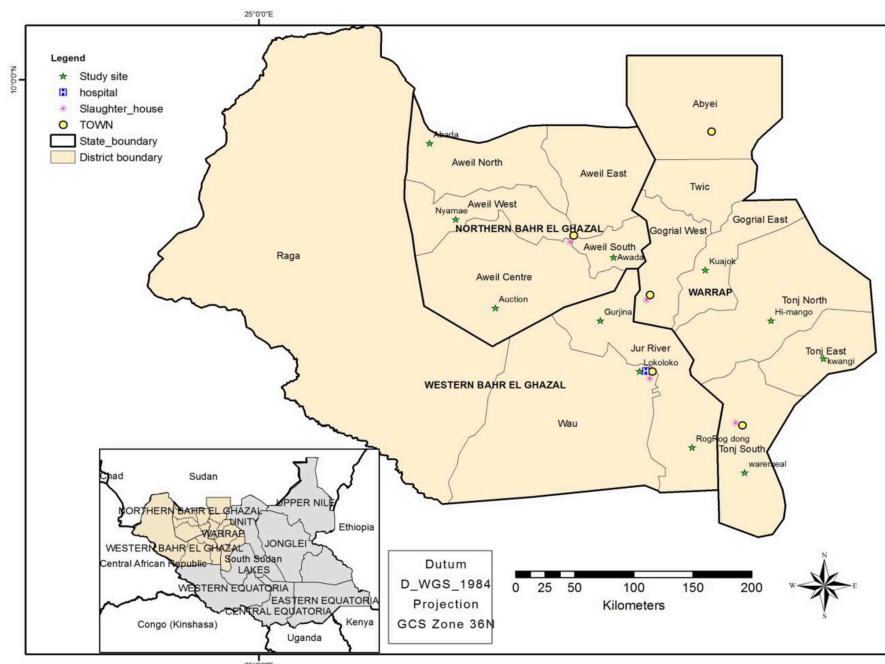 25°0'0"E
10°0'0"N
Legend
Study site
H hospital
Slaughter_house
TOWN
State_boundary
District boundary
Abyei
Abada
Aweil North
Aweil East
Twic
Aweil West
Nyamae
NORTHERN BAHR EL GHAZAL
Gogrial West
Gogrial East
Raga
Aweil South
Awada
Kuajok
Aweil Centre
WARRAP
Auction
Tonj North
Hi-mango
Gurjina
Jur River
Tonj East
kwangi
Lokoloko
H
WESTERN BAHR EL GHAZAL
Wau
RogRog dong
Tonj South
waremeal
Chad
Sudan
UPPER NILE
NORTHERN BAHR EL GHAZAL
UNITY
Ethiopia
WARRAP
JONGLEI
WESTERN BAHR EL GHAZAL
Central African Republic
South Sudan
LAKES
WESTERN EQUATORIA
EASTERN EQUATORIA
CENTRAL EQUATORIA
Congo (Kinshasa)
Uganda
Kenya
Dutum
D_WGS_1984
Projection
GCS Zone 36N
0 25 50 100 150 200
Kilometers
N
W E
S